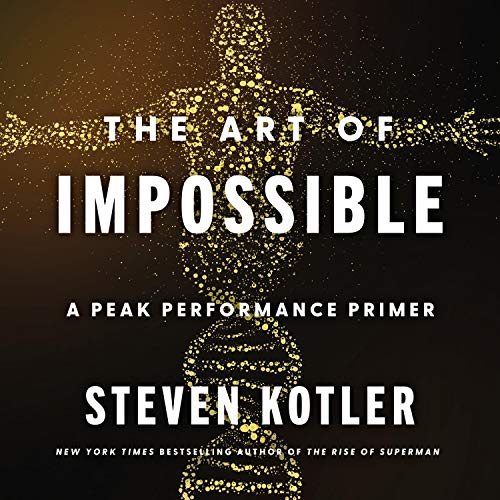 THE ART OF
IMPOSSIBLE
A PEAK PERFORMANCE PRIMER
STEVEN KOTLER
NEW YORK TIMES BESTSELLING AUTHOR OF THE RISE OF SUPERMAN